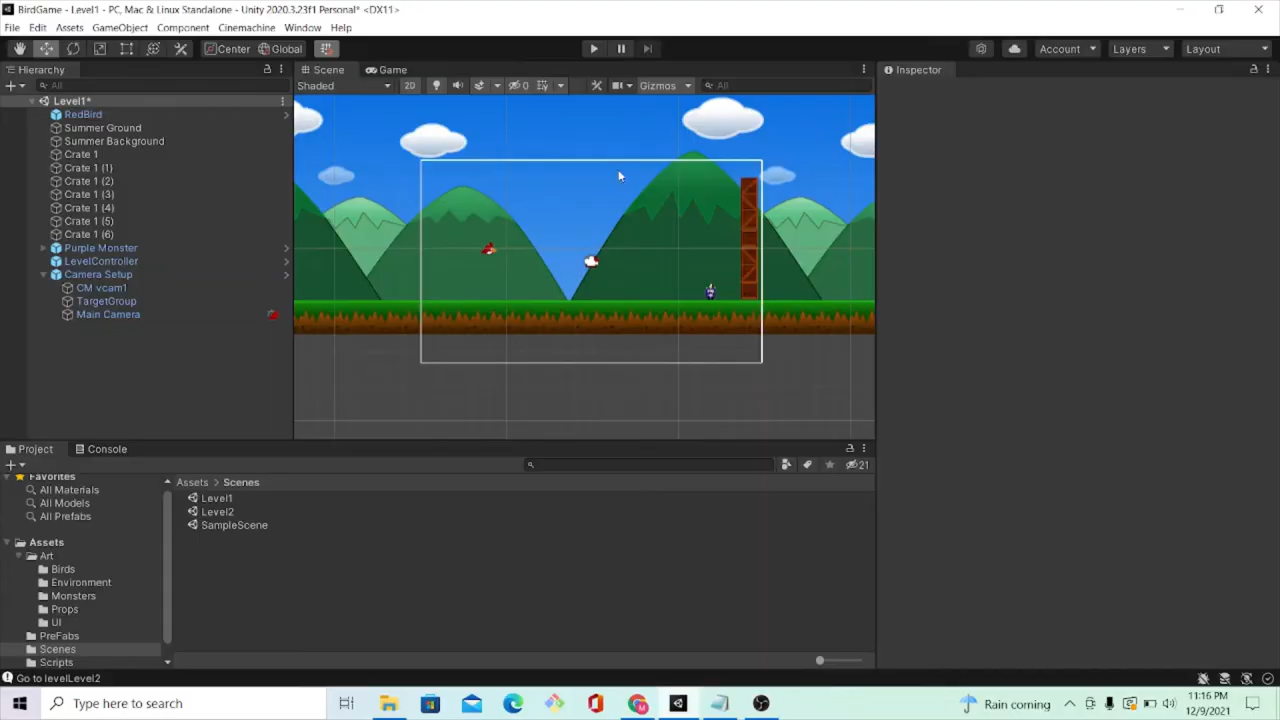 BirdGame - Level1 - PC, Mac & Linux Standalone - Unity 2020.3.23f1 Personal* <DX11>
File Edit Assets GameObject Component Cinemachine Window Help
Center Global Account Layers Layout
Hierarchy Scene Game Inspector
All Shaded 2D 0 Gizmos All
Level1*
RedBird
Summer Ground
Summer Background
Crate 1
Crate 1 (1)
Crate 1 (2)
Crate 1 (3)
Crate 1 (4)
Crate 1 (5)
Crate 1 (6)
Purple Monster
LevelController
Camera Setup
CM vcam1
TargetGroup
Main Camera
Project Console
21
Favorites
All Materials
All Models
All Prefabs
Assets
Art
Birds
Environment
Monsters
Props
UI
PreFabs
Scenes
Scripts
Assets > Scenes
Level1
Level2
SampleScene
Go to levelLevel2
Type here to search
Rain coming
11:16 PM
12/9/2021